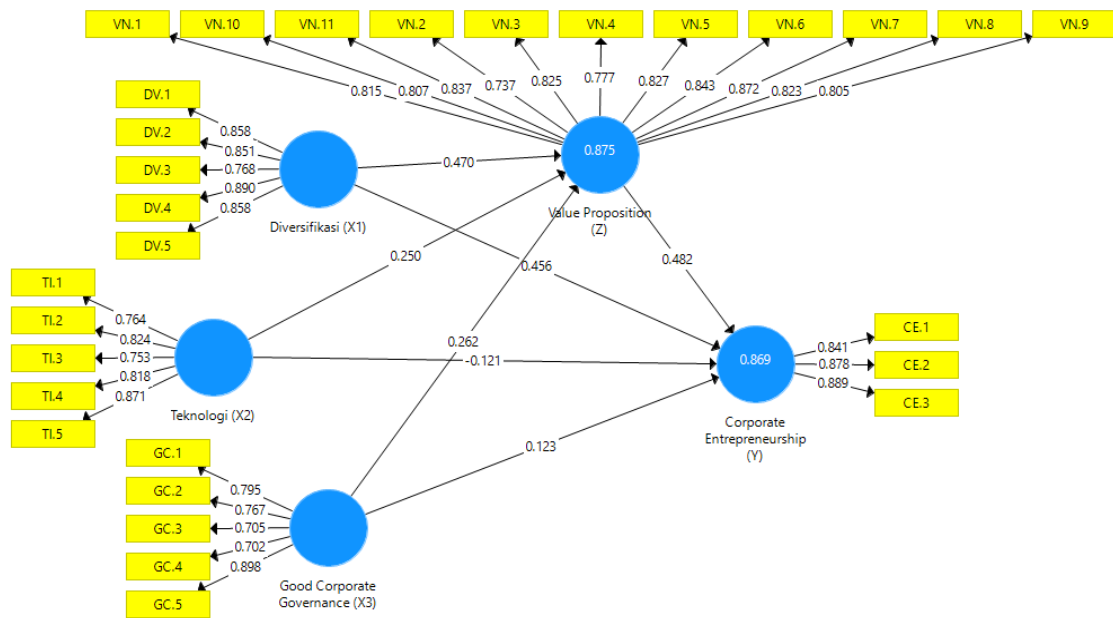 VN.1 VN.10 VN.11 VN.2 VN.3 VN.4 VN.5 VN.6 VN.7 VN.8 VN.9
0.815 0.807 0.837 0.737 0.825 0.777 0.827 0.843 0.872 0.823 0.805
DV.1
DV.2
DV.3
DV.4
DV.5
0.858
0.851
0.768
0.890
0.858
Diversifikasi (X1)
0.470
0.875
Value Proposition
(Z)
0.250
0.456
0.482
TI.1
TI.2
TI.3
TI.4
TI.5
0.764
0.824
0.753
0.818
0.871
Teknologi (X2)
0.262
-0.121
0.869
Corporate
Entrepreneurship
(Y)
0.841
0.878
0.889
CE.1
CE.2
CE.3
GC.1
GC.2
GC.3
GC.4
GC.5
0.795
0.767
0.705
0.702
0.898
Good Corporate
Governance (X3)
0.123